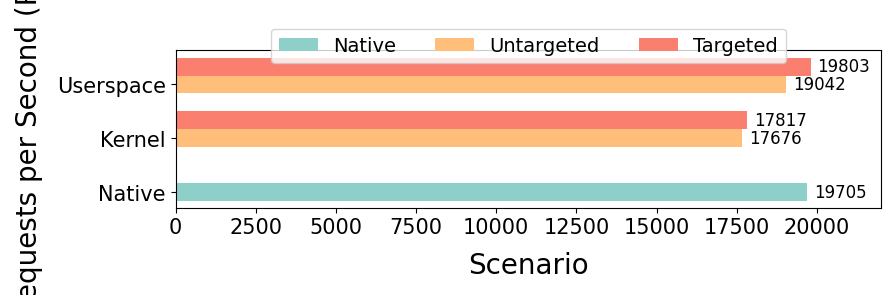 Native Untargeted Targeted
equests per Second
Userspace
19803
19042
Kernel
17817
17676
Native
19705
0 2500 5000 7500 10000 12500 15000 17500 20000
Scenario